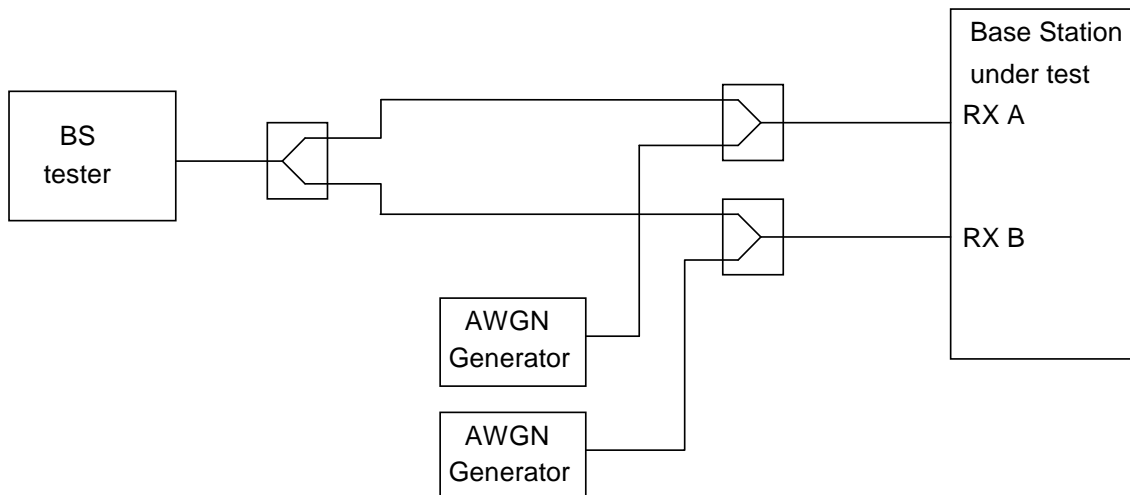 BS
tester
Base Station
under test
RX A
RX B
AWGN
Generator
AWGN
Generator